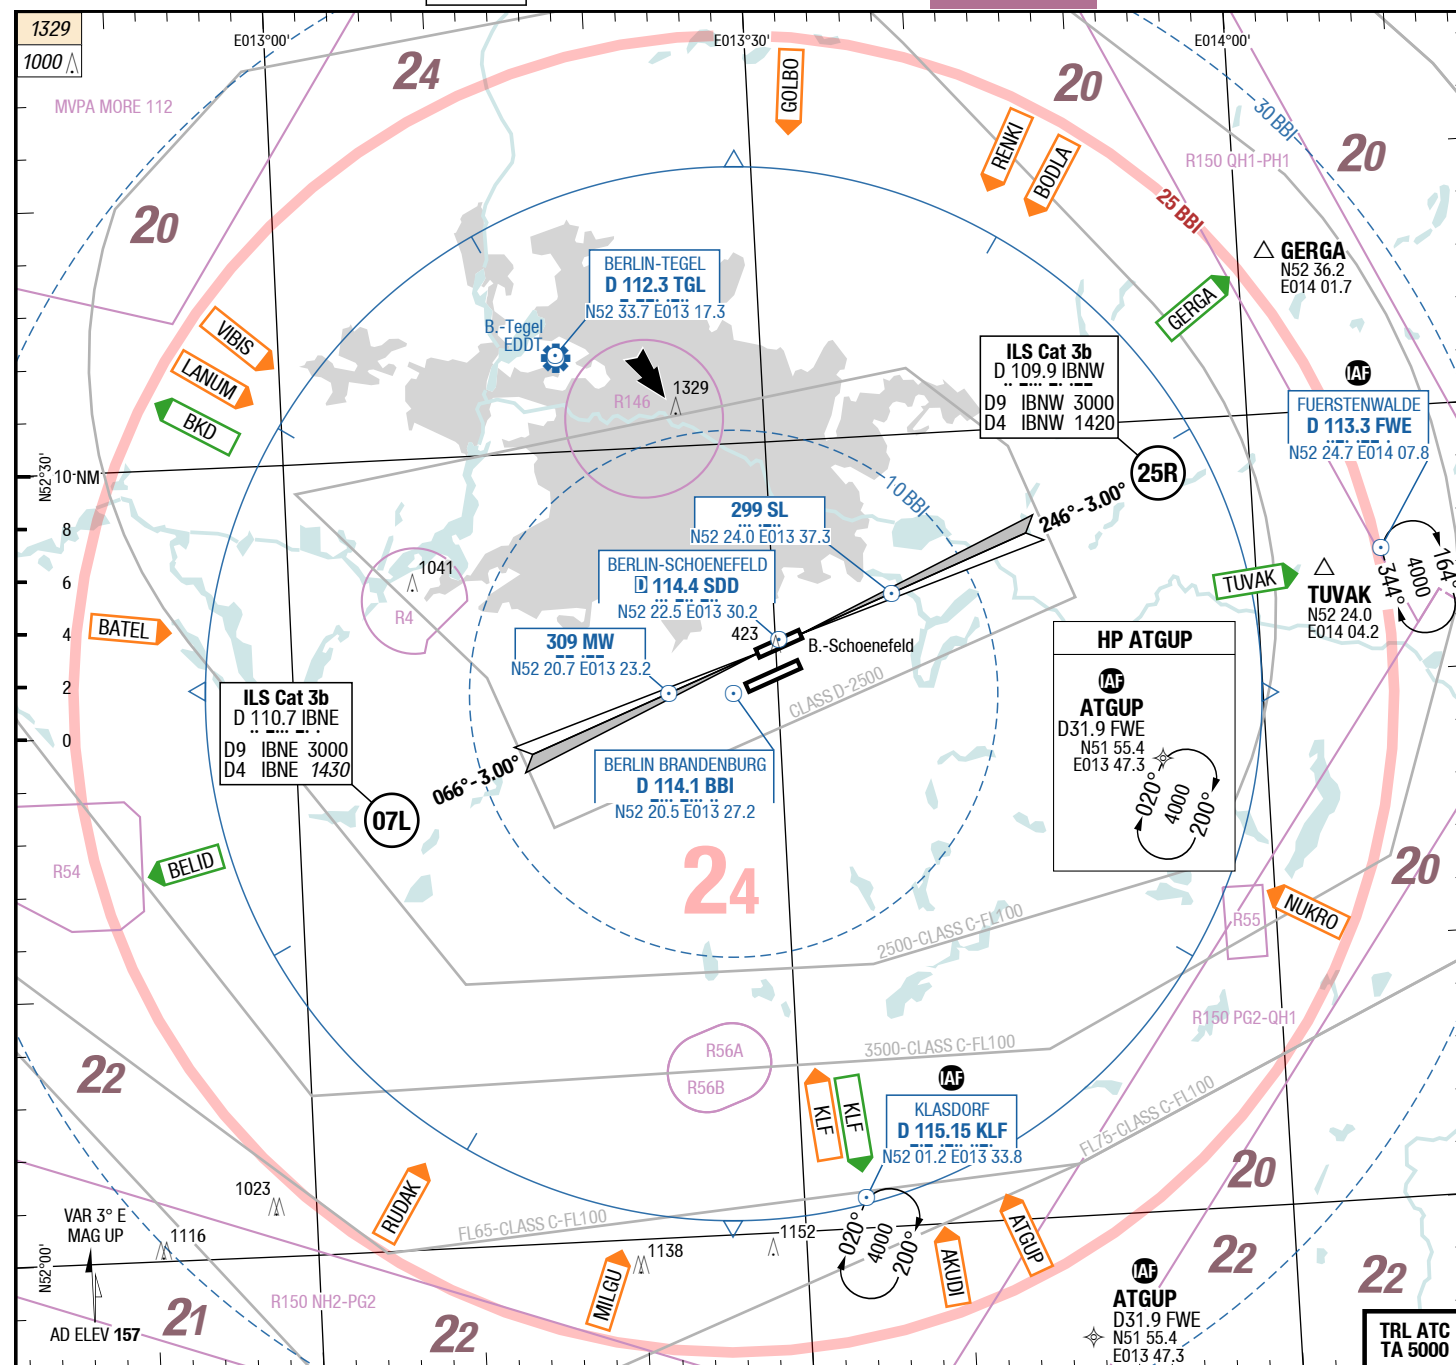 1329
1000
E013°00'
E013°30'
E014°00'
24
20
GOLBO
MVPA MORE 112
30 BBI
RENKI
BODLA
R150 QH1-PH1
20
25 BBI
20
GERGA
N52 36.2
E014 01.7
GERGA
BERLIN-TEGEL
D 112.3 TGL
N52 33.7 E013 17.3
B.-Tegel
EDDT
VIBIS
LANUM
BKD
R146
1329
ILS Cat 3b
D 109.9 IBNW
D9 IBNW 3000
D4 IBNW 1420
25R
IAF
FUERSTENWALDE
D 113.3 FWE
N52 24.7 E014 07.8
N52°30'
10 NM
8
6
4
2
0
10 BBI
299 SL
N52 24.0 E013 37.3
246°-3.00°
BERLIN-SCHOENEFELD
D 114.4 SDD
N52 22.5 E013 30.2
1041
R4
344°
4000
164°
TUVAK
TUVAK
N52 24.0
E014 04.2
BATEL
309 MW
N52 20.7 E013 23.2
423
B.-Schoenefeld
CLASS D-2500
HP ATGUP
IAF
ATGUP
D31.9 FWE
N51 55.4
E013 47.3
020°
4000
200°
ILS Cat 3b
D 110.7 IBNE
D9 IBNE 3000
D4 IBNE 1430
07L
066°-3.00°
BERLIN BRANDENBURG
D 114.1 BBI
N52 20.5 E013 27.2
R54
BELID
24
20
R55
NUKRO
2500-CLASS C-FL100
R150 PG2-QH1
3500-CLASS C-FL100
R56A
R56B
22
KLF
KLF
IAF
KLASDORF
D 115.15 KLF
N52 01.2 E013 33.8
FL75-CLASS C-FL100
20
RUDAK
1023
VAR 3° E
MAG UP
1116
FL65-CLASS C-FL100
1152
1138
020°
4000
200°
ATGUP
AKUDI
MILGU
N52°00'
22
22
IAF
ATGUP
D31.9 FWE
N51 55.4
E013 47.3
R150 NH2-PG2
21
22
AD ELEV 157
TRL ATC
TA 5000